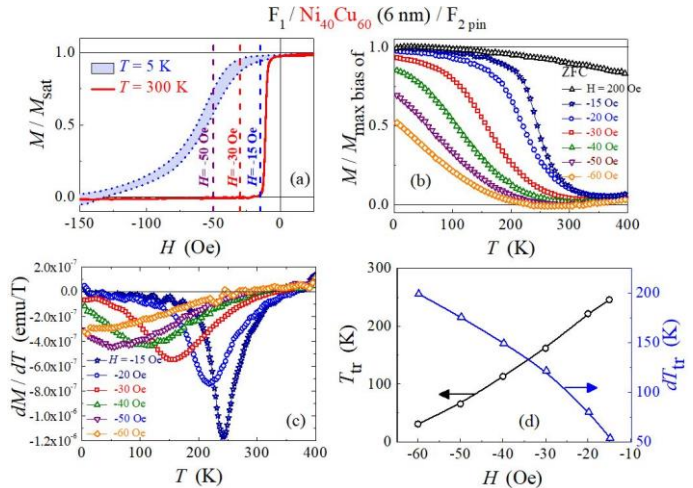 F1 / Ni40Cu60 (6 nm) / F2 pin
M / Msat
1.0
0.5
0.0
T = 5 K
T = 300 K
H = -50 Oe
H = -30 Oe
H = -15 Oe
(a)
-150 -100 -50 0
H (Oe)
M / Mmax bias of
1.0
0.5
0.0
ZFC
H = 200 Oe
-15 Oe
-20 Oe
-30 Oe
-40 Oe
-50 Oe
-60 Oe
(b)
0 100 200 300 400
T (K)
dM / dT (emu/T)
2.0x10-7
0.0
-2.0x10-7
-4.0x10-7
-6.0x10-7
-8.0x10-7
-1.0x10-6
-1.2x10-6
H = -15 Oe
-20 Oe
-30 Oe
-40 Oe
-50 Oe
-60 Oe
(c)
0 100 200 300 400
T (K)
Ttr (K)
300
200
100
0
(d)
200
150
100
50
dTtr (K)
-60 -50 -40 -30 -20 -10
H (Oe)